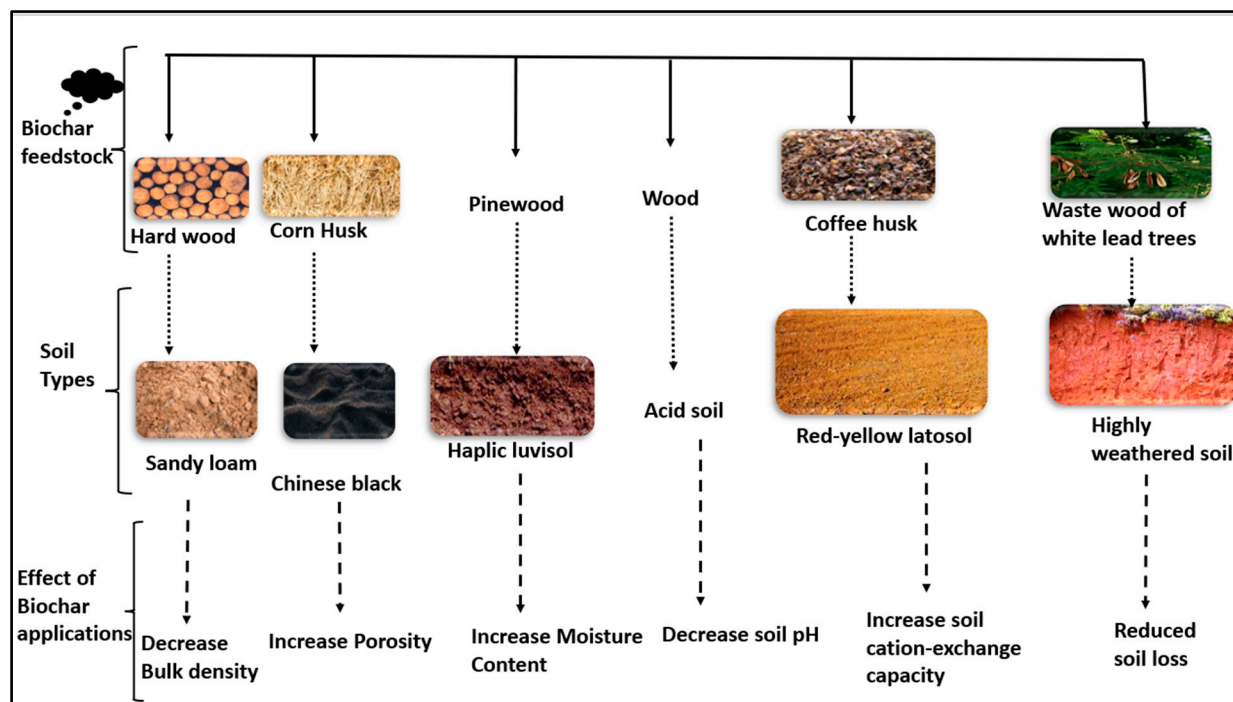 Biochar
feedstock
Hard wood
Corn Husk
Pinewood
Wood
Coffee husk
Waste wood of
white lead trees
Soil
Types
Sandy loam
Chinese black
Haplic luvisol
Acid soil
Red-yellow latosol
Highly
weathered soil
Effect of
Biochar
applications
Decrease
Bulk density
Increase Porosity
Increase Moisture
Content
Decrease soil pH
Increase soil
cation-exchange
capacity
Reduced
soil loss